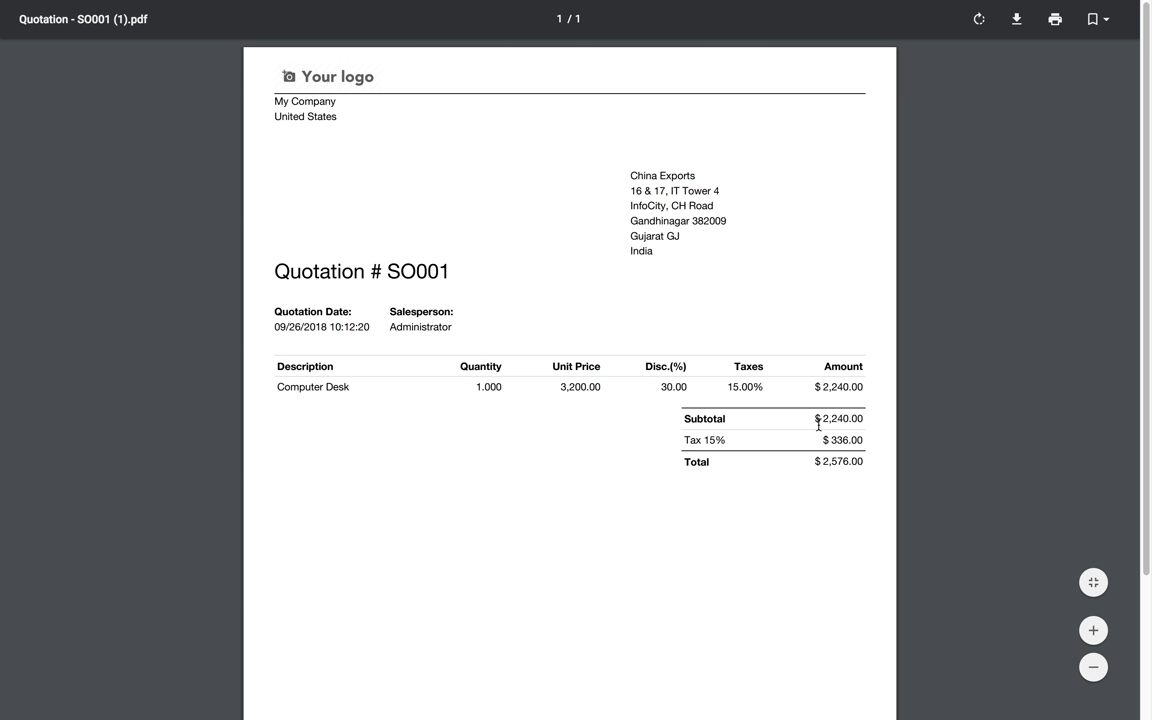 Quotation - SO001 (1).pdf
1 / 1
Your logo
My Company
United States
China Exports
16 & 17, IT Tower 4
InfoCity, CH Road
Gandhinagar 382009
Gujarat GJ
India
Quotation # SO001
Quotation Date: Salesperson:
09/26/2018 10:12:20 Administrator
Description Quantity Unit Price Disc.(%) Taxes Amount
Computer Desk 1.000 3,200.00 30.00 15.00% $ 2,240.00
Subtotal $ 2,240.00
Tax 15% $ 336.00
Total $ 2,576.00